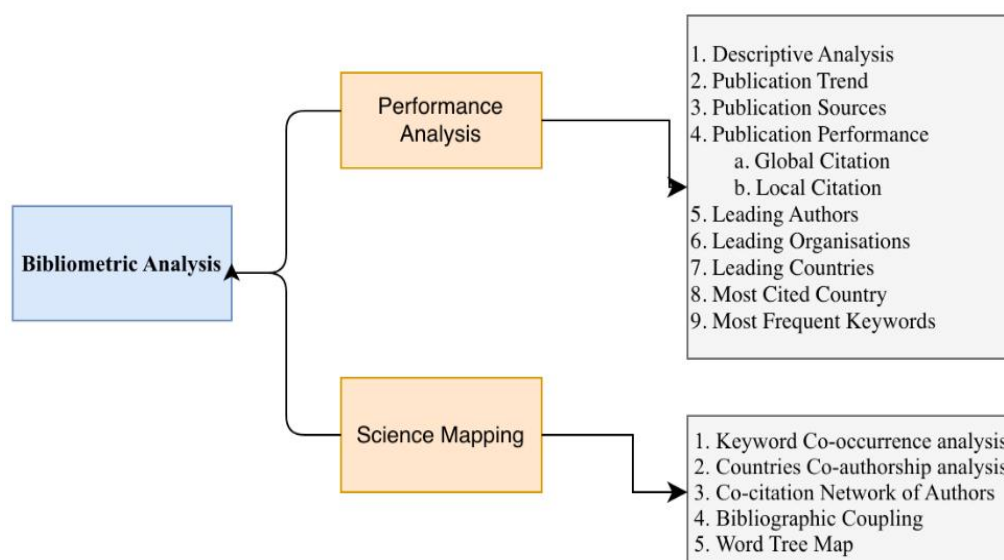 Bibliometric Analysis
Performance
Analysis
1. Descriptive Analysis
2. Publication Trend
3. Publication Sources
4. Publication Performance
a. Global Citation
b. Local Citation
5. Leading Authors
6. Leading Organisations
7. Leading Countries
8. Most Cited Country
9. Most Frequent Keywords
Science Mapping
1. Keyword Co-occurrence analysis
2. Countries Co-authorship analysis
3. Co-citation Network of Authors
4. Bibliographic Coupling
5. Word Tree Map